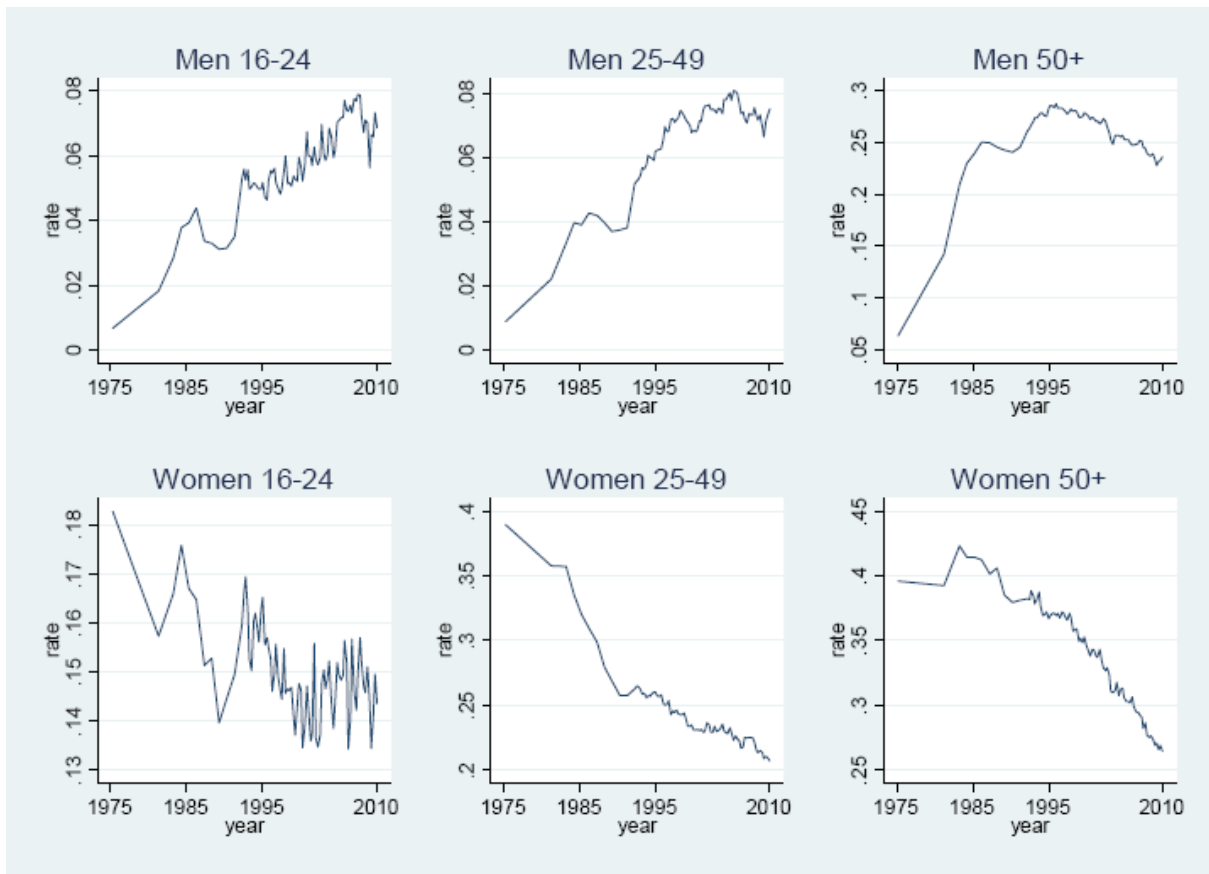 Men 16-24
rate
0 .02 .04 .06 .08
1975 1985 1995 2010
year
Men 25-49
rate
0 .02 .04 .06 .08
1975 1985 1995 2010
year
Men 50+
rate
.05 .1 .15 .2 .25 .3
1975 1985 1995 2010
year
Women 16-24
rate
.13 .14 .15 .16 .17 .18
1975 1985 1995 2010
year
Women 25-49
rate
.2 .25 .3 .35 .4
1975 1985 1995 2010
year
Women 50+
rate
.25 .3 .35 .4 .45
1975 1985 1995 2010
year